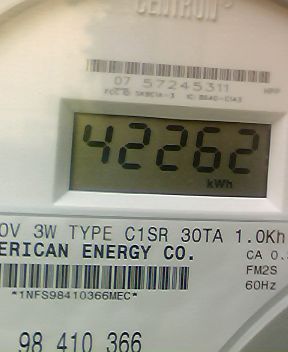 CENTRON®
07 57245311
42262
kWh
0V 3W TYPE C1SR 30TA 1.0Kh
ERICAN ENERGY CO.
CA 0.
FM2S
*1NFS98410366MEC*
60Hz
98 410 366